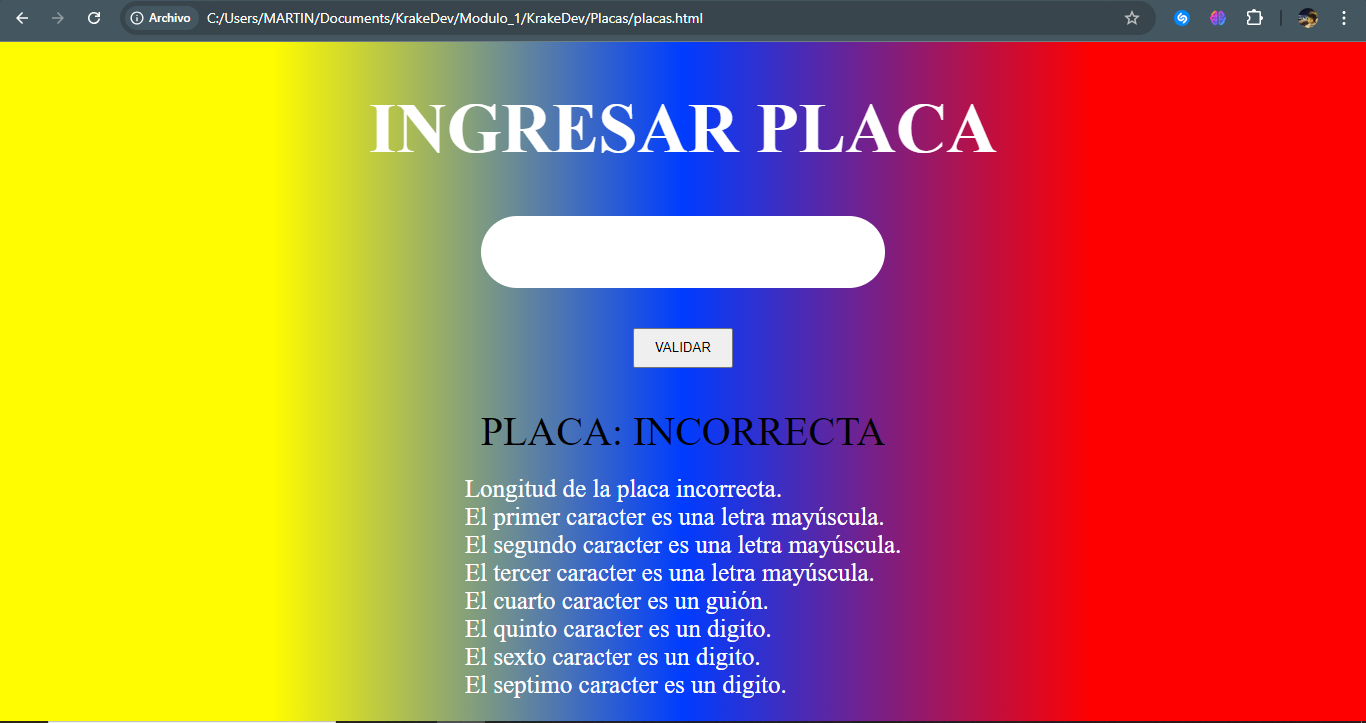 Archivo C:/Users/MARTIN/Documents/KrakeDev/Modulo_1/KrakeDev/Placas/placas.html
INGRESAR PLACA
VALIDAR
PLACA: INCORRECTA
Longitud de la placa incorrecta.
El primer caracter es una letra mayúscula.
El segundo caracter es una letra mayúscula.
El tercer caracter es una letra mayúscula.
El cuarto caracter es un guión.
El quinto caracter es un digito.
El sexto caracter es un digito.
El septimo caracter es un digito.